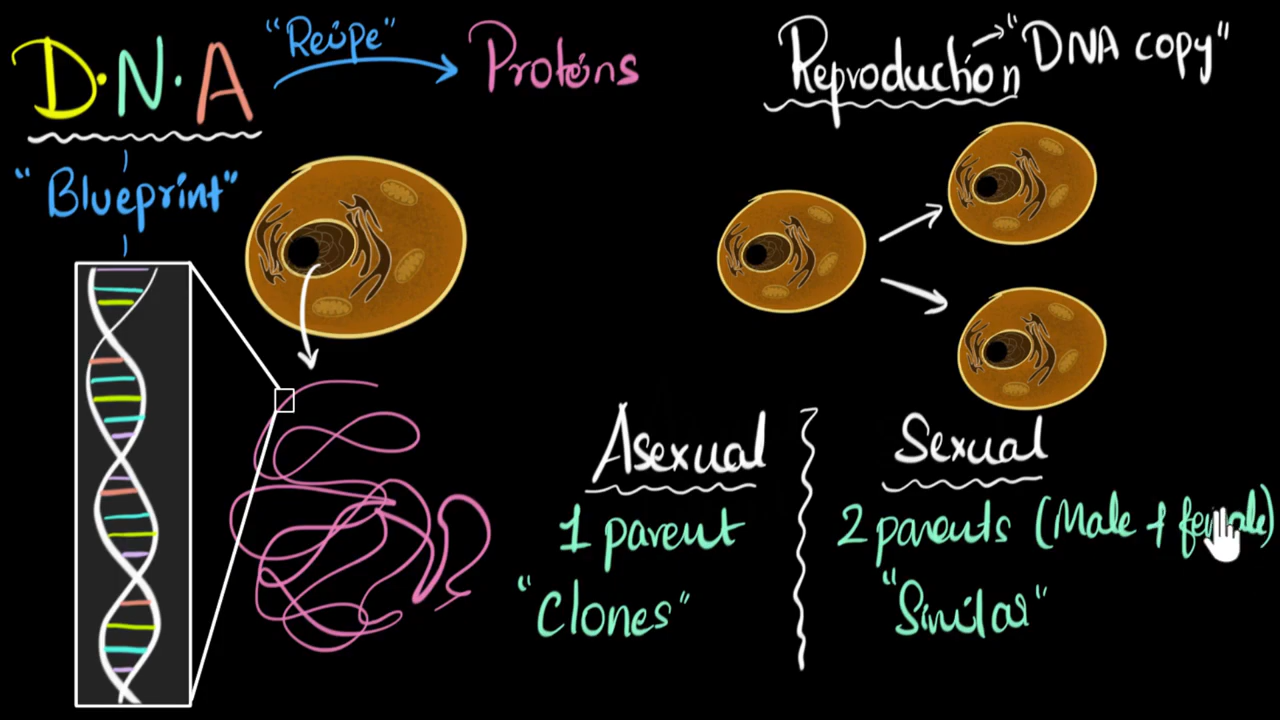 D.N.A
"Recipe"
Proteins
"Blueprint"
Reproduction
"DNA copy"
Asexual
1 parent
"Clones"
Sexual
2 parents (Male + female)
"Similar"